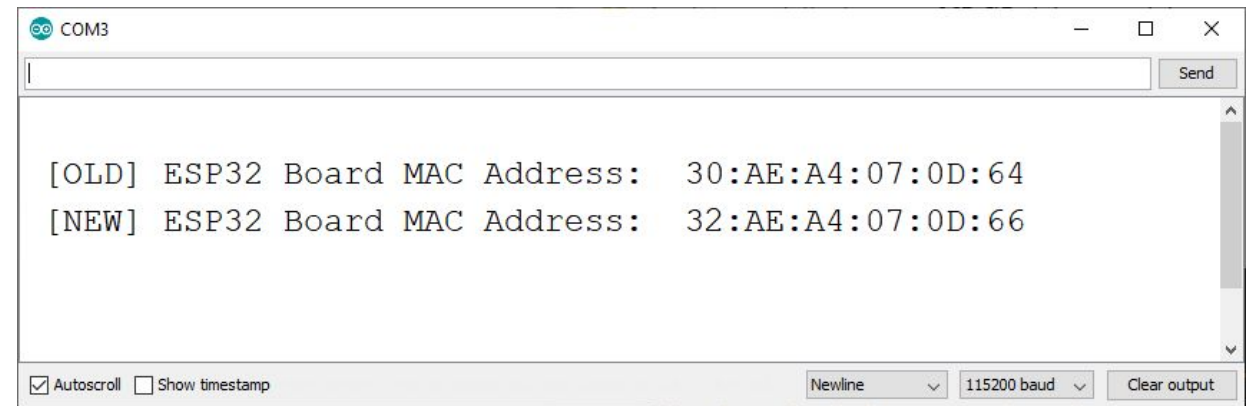 COM3
Send
[OLD] ESP32 Board MAC Address:  30:AE:A4:07:0D:64
[NEW] ESP32 Board MAC Address:  32:AE:A4:07:0D:66
Autoscroll Show timestamp Newline 115200 baud Clear output